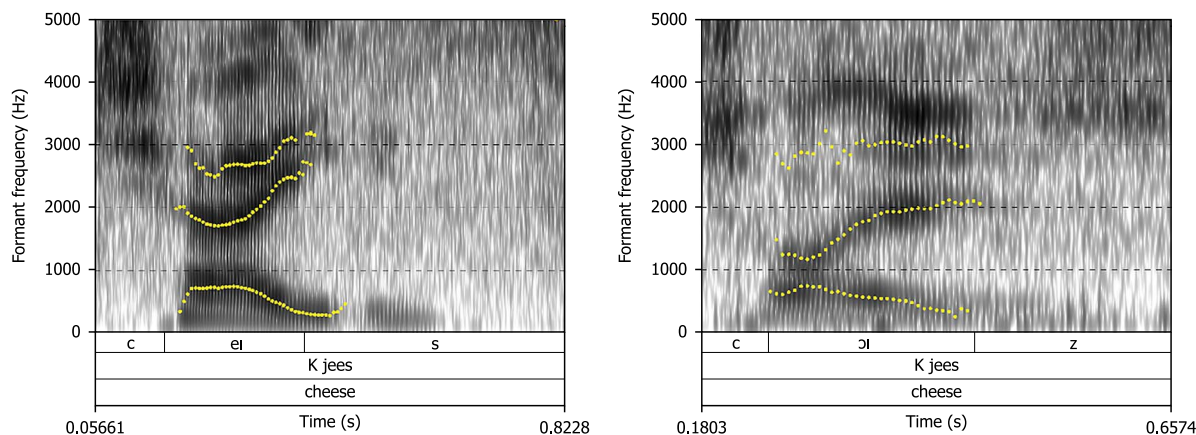 5000
4000
3000
2000
1000
0
Formant frequency (Hz)
c eɪ s
K jees
cheese
0.05661 Time (s) 0.8228
5000
4000
3000
2000
1000
0
Formant frequency (Hz)
c ɔɪ z
K jees
cheese
0.1803 Time (s) 0.6574